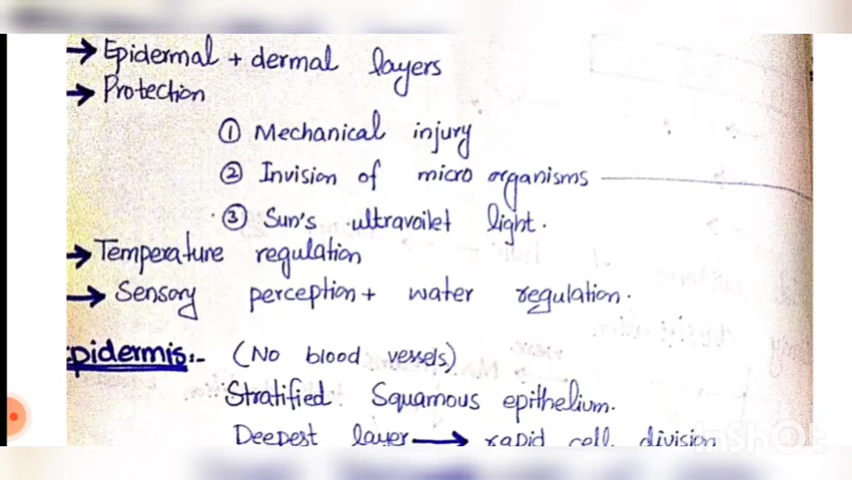 → Epidermal + dermal layers
→ Protection
① Mechanical injury
② Invision of micro organisms
③ Sun's ultravoilet light.
→ Temperature regulation
→ Sensory perception + water regulation.
pidermis:- (No blood vessels)
Stratified Squamous epithelium.
Deepest layer → rapid cell division
InShOt